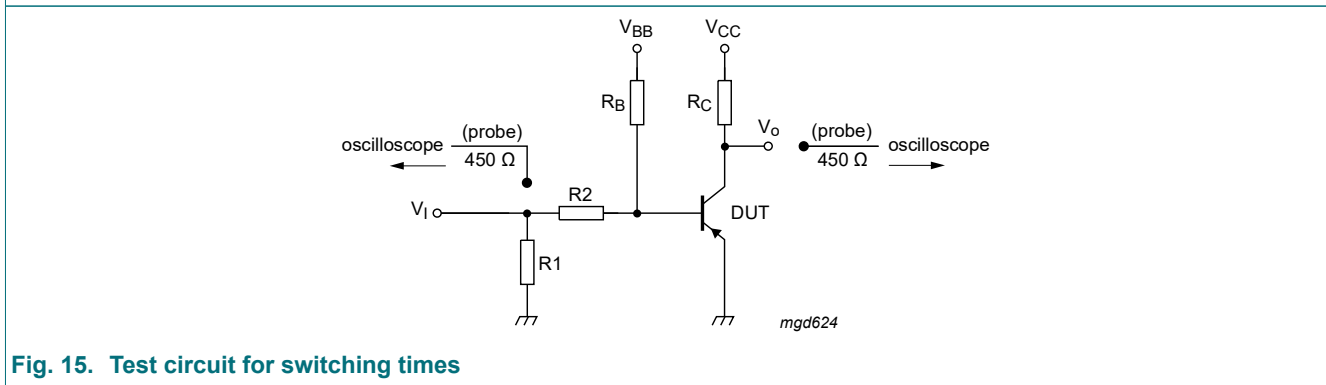 V_BB V_CC
R_B R_C
oscilloscope (probe) 450 Ω
V_o (probe) 450 Ω oscilloscope
V_I R2 DUT
R1
mgd624
Fig. 15. Test circuit for switching times